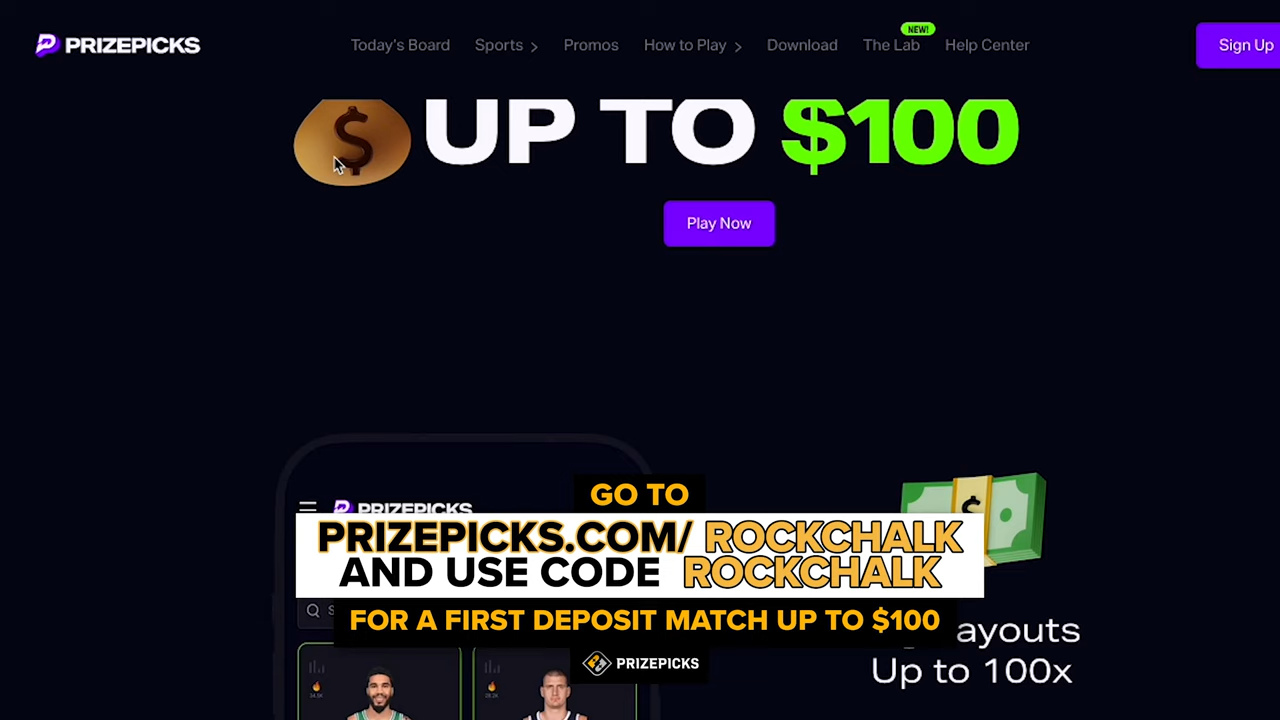 PRIZEPICKS
Today's Board Sports How to Play Promos Download The Lab Help Center Sign Up
NEW!
$ UP TO $100
Play Now
PRIZEPICKS
GO TO
PRIZEPICKS.COM/ ROCKCHALK
AND USE CODE ROCKCHALK
FOR A FIRST DEPOSIT MATCH UP TO $100
PRIZEPICKS
Up to 100x